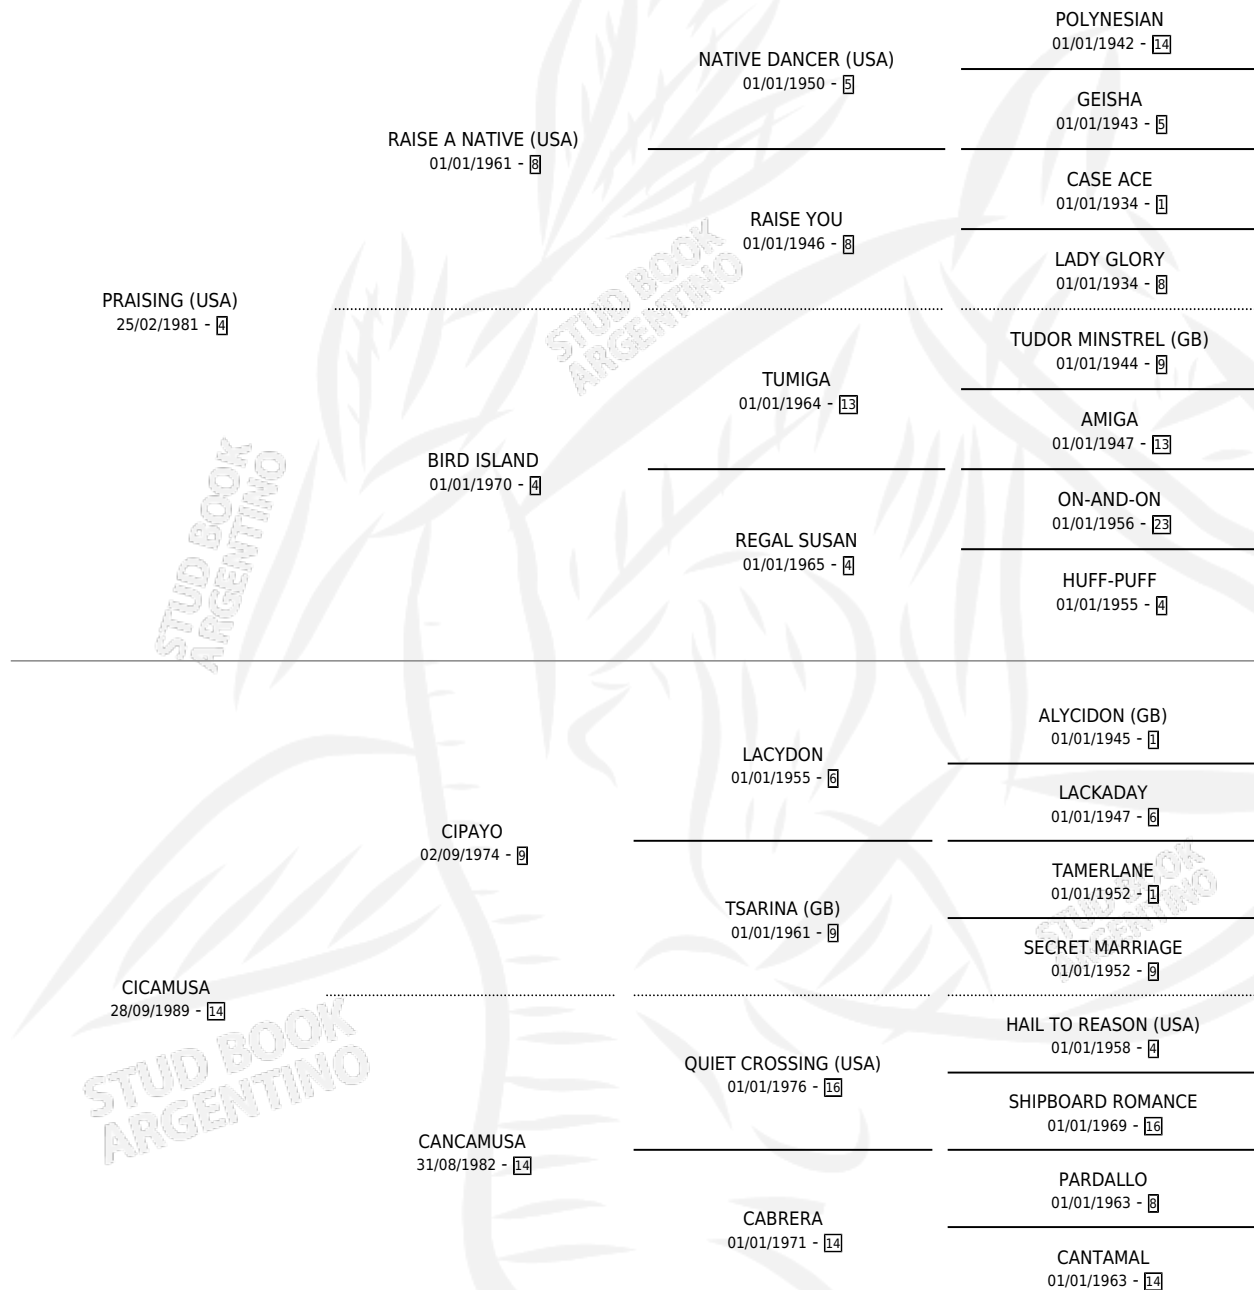 POLYNESIAN
01/01/1942 - 14
NATIVE DANCER (USA)
01/01/1950 - 5
GEISHA
01/01/1943 - 5
RAISE A NATIVE (USA)
01/01/1961 - 8
CASE ACE
01/01/1934 - 1
RAISE YOU
01/01/1946 - 8
LADY GLORY
01/01/1934 - 8
PRAISING (USA)
25/02/1981 - 4
STUD BOOK
ARGENTINO
TUDOR MINSTREL (GB)
01/01/1944 - 9
TUMIGA
01/01/1964 - 13
AMIGA
01/01/1947 - 13
BIRD ISLAND
01/01/1970 - 4
ON-AND-ON
01/01/1956 - 23
REGAL SUSAN
01/01/1965 - 4
HUFF-PUFF
01/01/1955 - 4
STUD BOOK
ARGENTINO
ALYCIDON (GB)
01/01/1945 - 1
LACYDON
01/01/1955 - 6
LACKADAY
01/01/1947 - 6
CIPAYO
02/09/1974 - 9
TAMERLANE
01/01/1952 - 1
TSARINA (GB)
01/01/1961 - 9
SECRET MARRIAGE
01/01/1952 - 9
STUD BOOK
ARGENTINO
CICAMUSA
28/09/1989 - 14
HAIL TO REASON (USA)
01/01/1958 - 4
QUIET CROSSING (USA)
01/01/1976 - 16
SHIPBOARD ROMANCE
01/01/1969 - 16
STUD BOOK
ARGENTINO
CANCAMUSA
31/08/1982 - 14
PARDALLO
01/01/1963 - 8
CABRERA
01/01/1971 - 14
CANTAMAL
01/01/1963 - 14